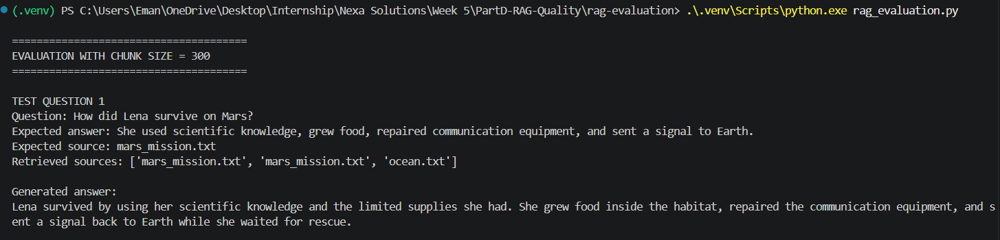 (.venv) PS C:\Users\Eman\OneDrive\Desktop\Internship\Nexa Solutions\Week 5\PartD-RAG-Quality\rag-evaluation> .\.venv\Scripts\python.exe rag_evaluation.py
======================================
EVALUATION WITH CHUNK SIZE = 300
======================================
TEST QUESTION 1
Question: How did Lena survive on Mars?
Expected answer: She used scientific knowledge, grew food, repaired communication equipment, and sent a signal to Earth.
Expected source: mars_mission.txt
Retrieved sources: ['mars_mission.txt', 'mars_mission.txt', 'ocean.txt']
Generated answer:
Lena survived by using her scientific knowledge and the limited supplies she had. She grew food inside the habitat, repaired the communication equipment, and s
ent a signal back to Earth while she waited for rescue.